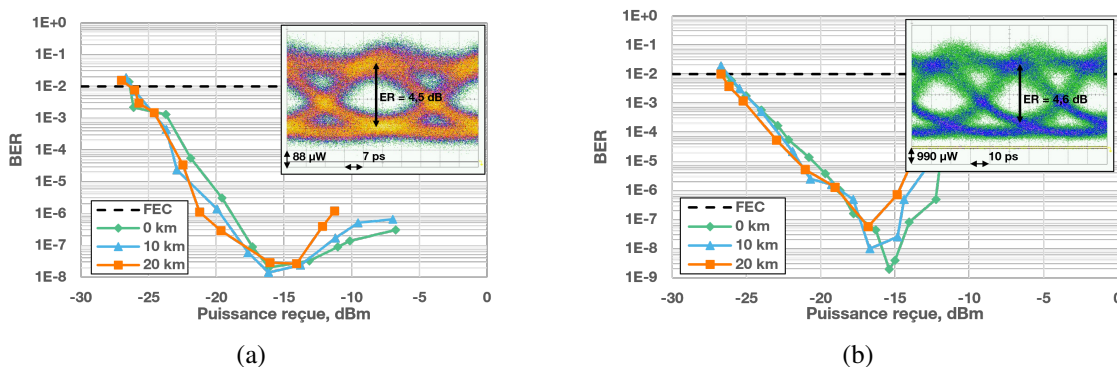 1E+0
1E-1
1E-2
1E-3
1E-4
1E-5
1E-6
1E-7
1E-8
BER
-30 -25 -20 -15 -10 -5 0
Puissance reçue, dBm
FEC
0 km
10 km
20 km
ER = 4,5 dB
88 µW
7 ps
(a)
1E+0
1E-1
1E-2
1E-3
1E-4
1E-5
1E-6
1E-7
1E-8
1E-9
BER
-30 -25 -20 -15 -10 -5 0
Puissance reçue, dBm
FEC
0 km
10 km
20 km
ER = 4,6 dB
990 µW
10 ps
(b)